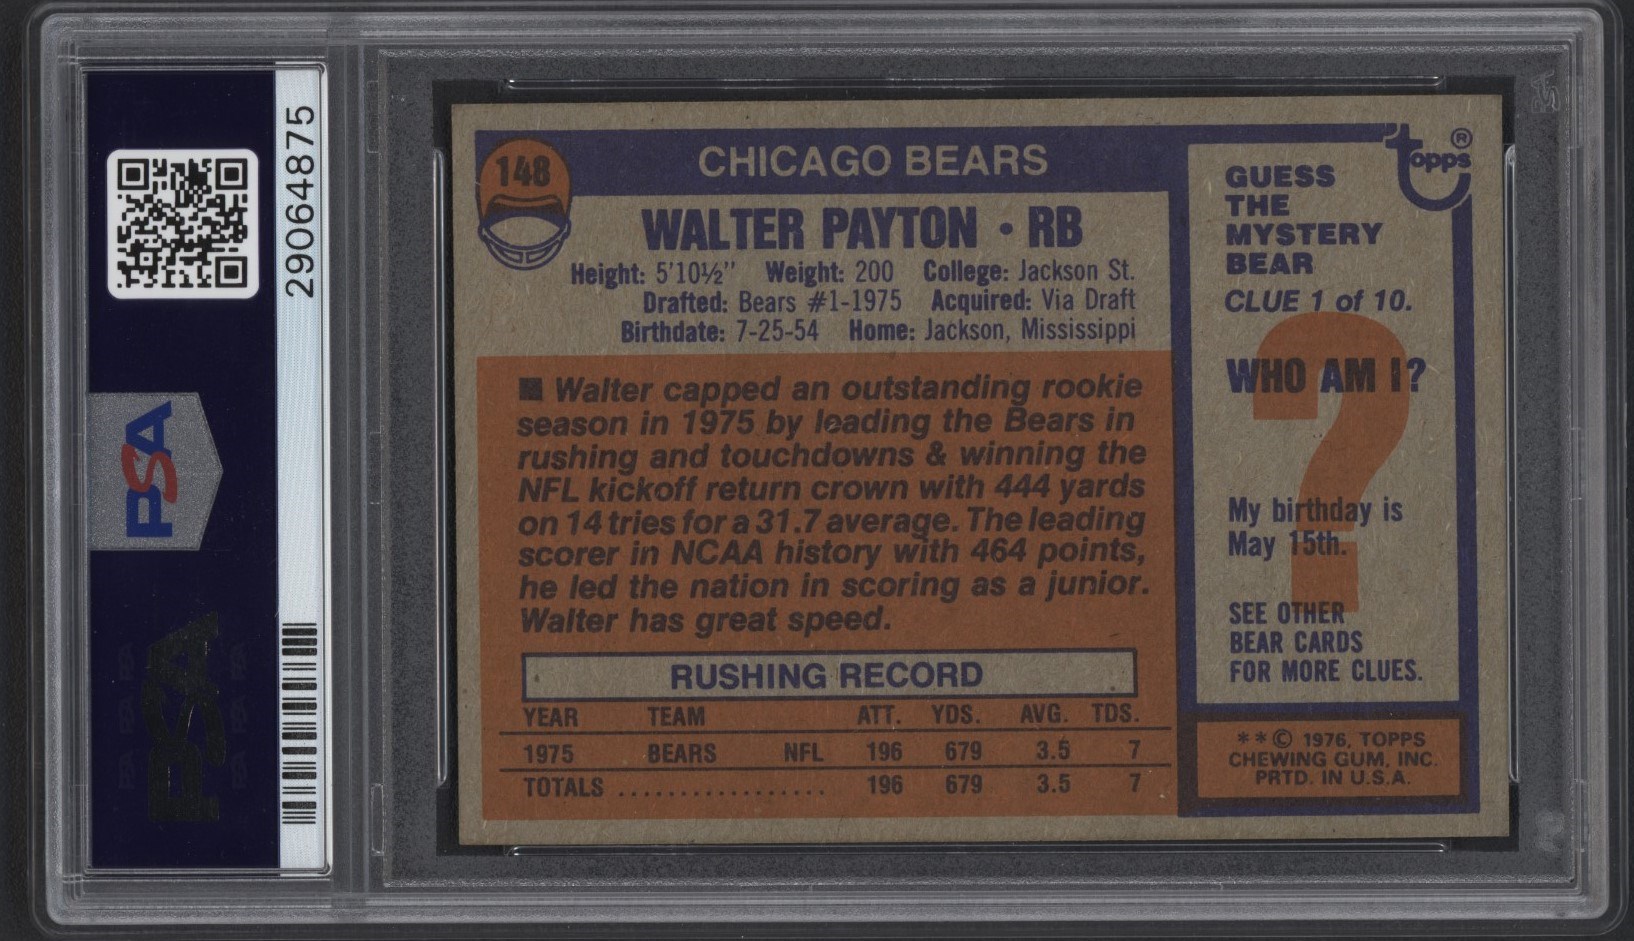 29064875
PSA
PSA
148
CHICAGO BEARS
WALTER PAYTON • RB
Height: 5'10½" Weight: 200 College: Jackson St.
Drafted: Bears #1-1975 Acquired: Via Draft
Birthdate: 7-25-54 Home: Jackson, Mississippi
■ Walter capped an outstanding rookie
season in 1975 by leading the Bears in
rushing and touchdowns & winning the
NFL kickoff return crown with 444 yards
on 14 tries for a 31.7 average. The leading
scorer in NCAA history with 464 points,
he led the nation in scoring as a junior.
Walter has great speed.
RUSHING RECORD
YEAR TEAM ATT. YDS. AVG. TDS.
1975 BEARS NFL 196 679 3.5 7
TOTALS ................. 196 679 3.5 7
topps ®
GUESS
THE
MYSTERY
BEAR
CLUE 1 of 10.
WHO AM I?
?
My birthday is
May 15th.
SEE OTHER
BEAR CARDS
FOR MORE CLUES.
**© 1976, TOPPS
CHEWING GUM, INC.
PRTD. IN U.S.A.